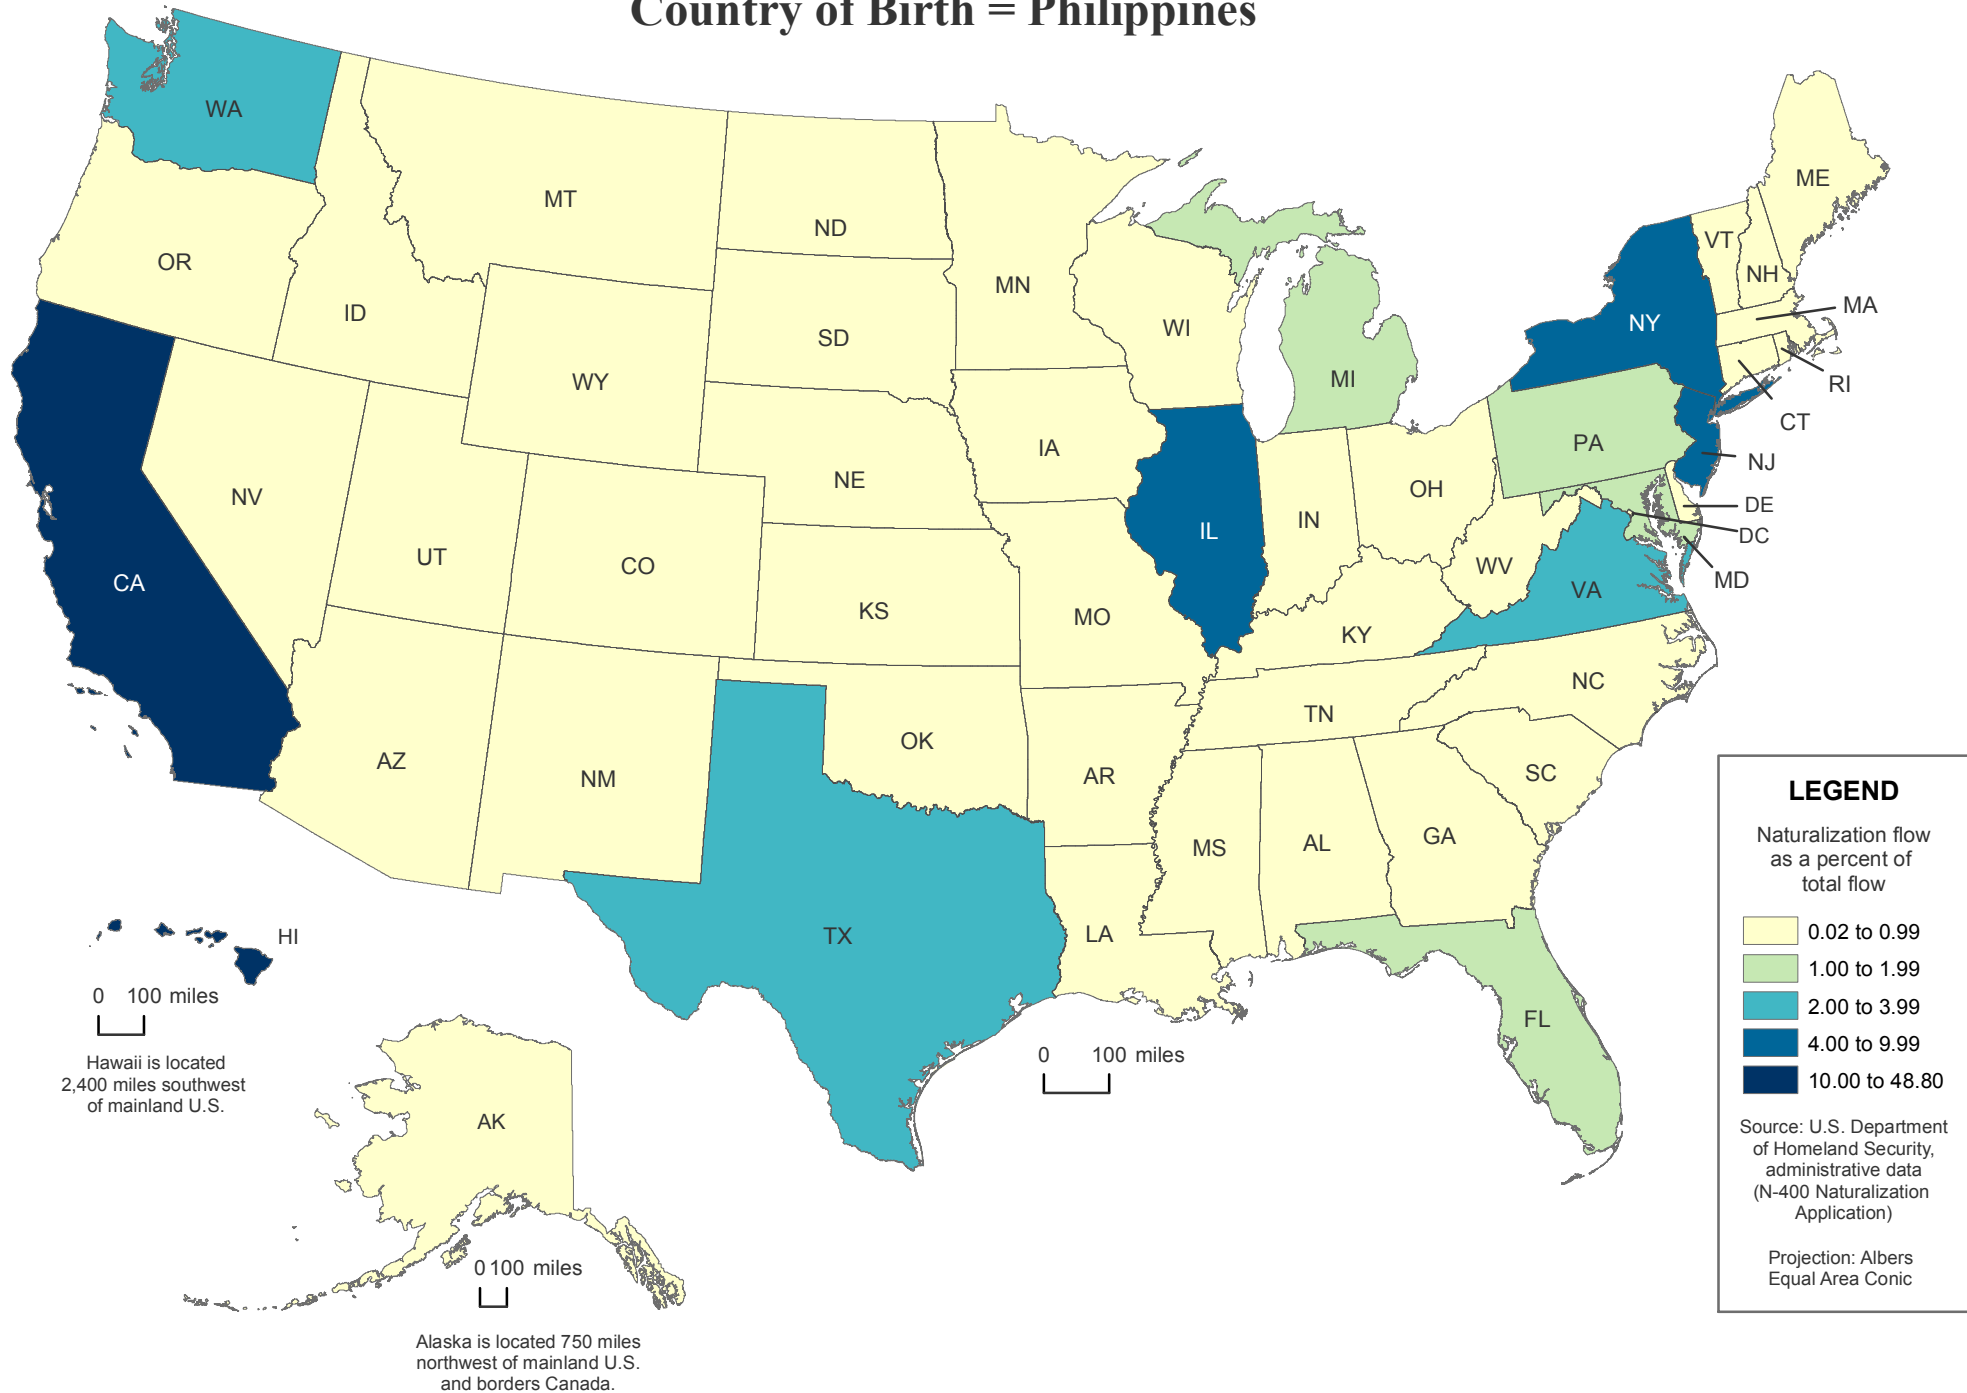 Country of Birth = Philippines
WA
MT
ND
MN
ME
OR
ID
WY
SD
WI
MI
NY
VT
NH
MA
RI
CT
NV
UT
CO
NE
IA
IL
IN
OH
PA
NJ
DE
DC
MD
CA
KS
MO
KY
WV
VA
AZ
NM
OK
AR
TN
NC
SC
TX
LA
MS
AL
GA
FL
HI
0 100 miles
Hawaii is located
2,400 miles southwest
of mainland U.S.
AK
0 100 miles
Alaska is located 750 miles
northwest of mainland U.S.
and borders Canada.
0 100 miles
LEGEND
Naturalization flow
as a percent of
total flow
0.02 to 0.99
1.00 to 1.99
2.00 to 3.99
4.00 to 9.99
10.00 to 48.80
Source: U.S. Department
of Homeland Security,
administrative data
(N-400 Naturalization
Application)
Projection: Albers
Equal Area Conic